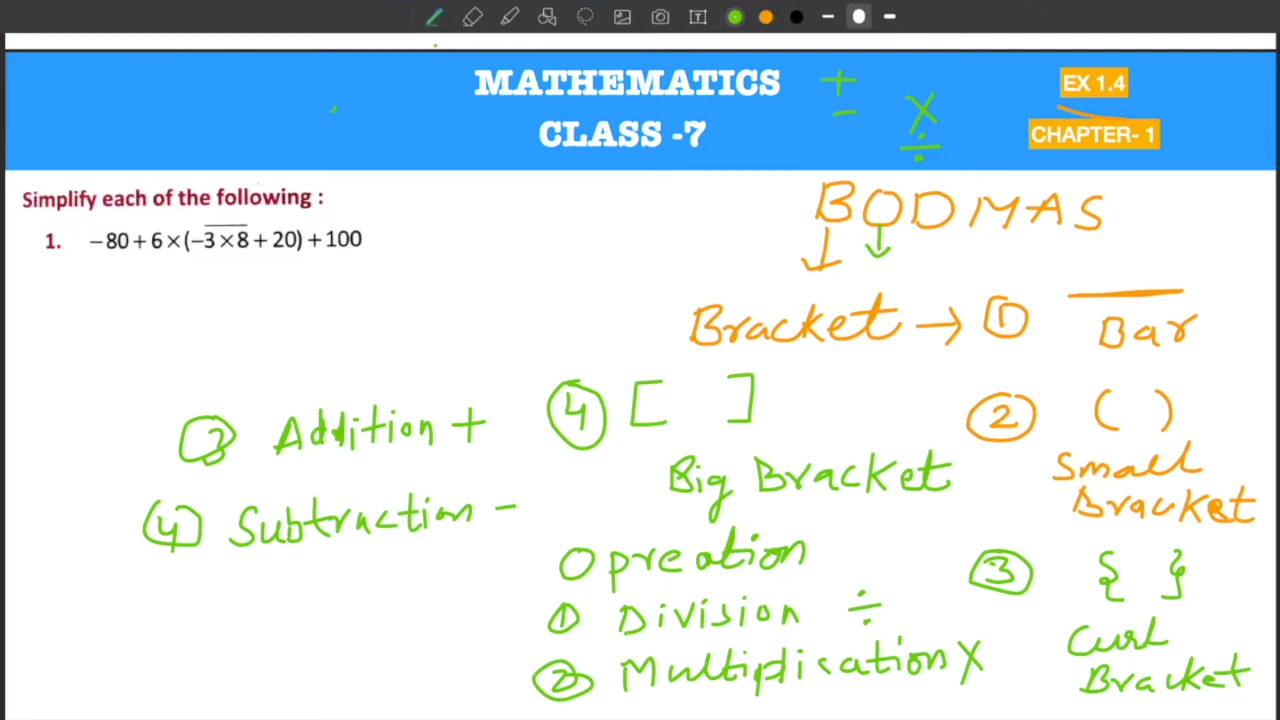 MATHEMATICS
CLASS -7
+
-
×
÷
EX 1.4
CHAPTER- 1
Simplify each of the following :
1. −80 + 6 × (−3 × 8 + 20) + 100
BODMAS
Bracket → ① Bar
② ( )
Small
Bracket
③ { }
Curl
Bracket
④ [ ]
Big Bracket
Opreation
① Division ÷
② Multiplication X
③ Addition +
④ Subtraction -